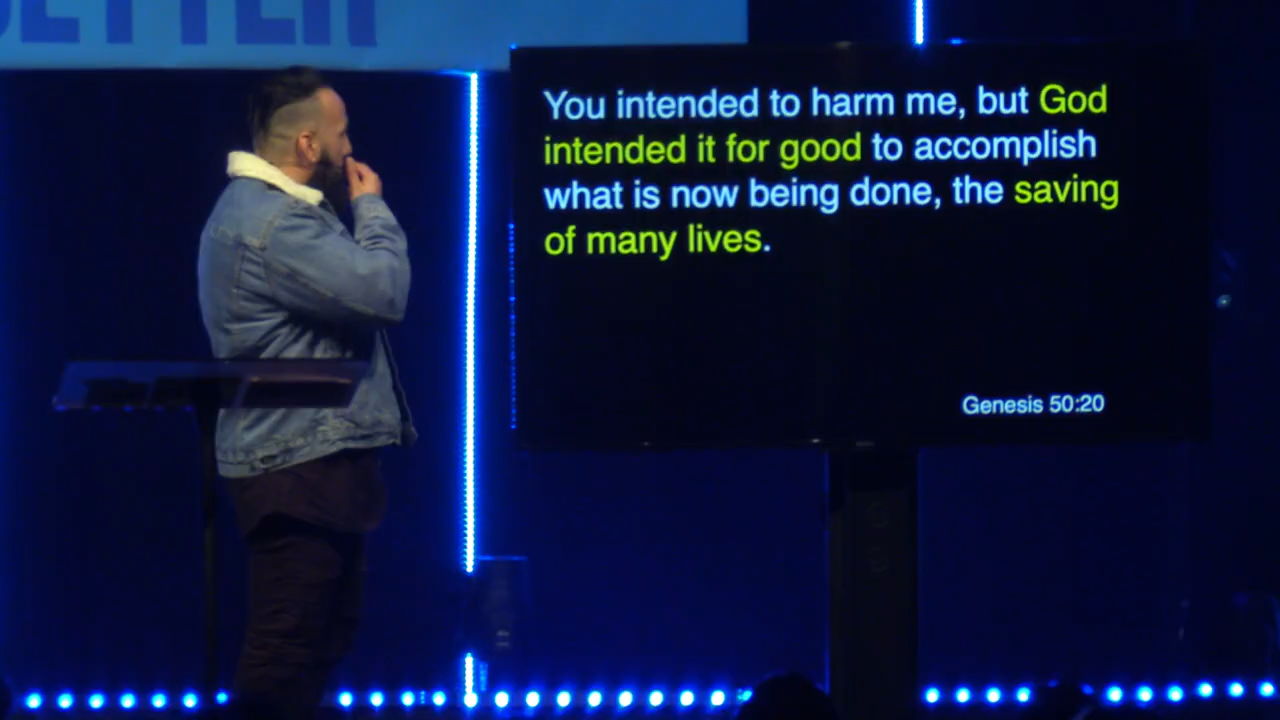 You intended to harm me, but God
intended it for good to accomplish
what is now being done, the saving
of many lives.
Genesis 50:20